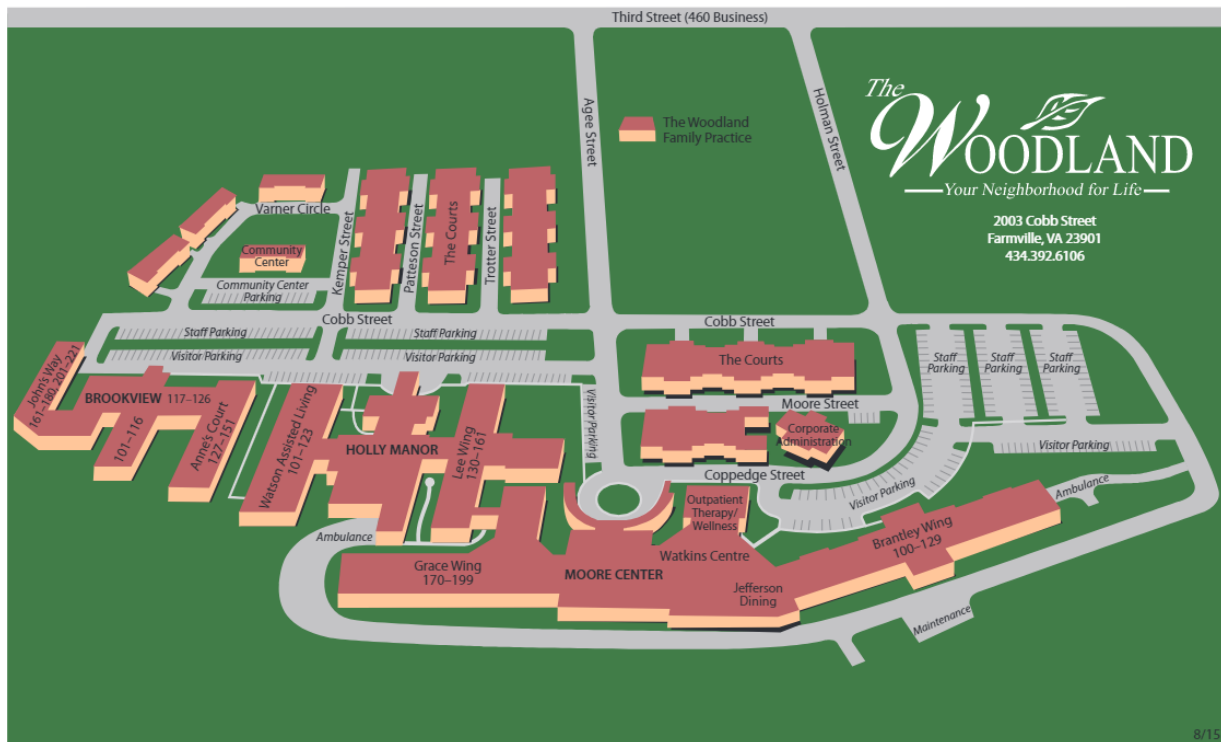 Third Street (460 Business)
Agee Street
Holman Street
The Woodland
Family Practice
The
WOODLAND
Your Neighborhood for Life
2003 Cobb Street
Farmville, VA 23901
434.392.6106
Varner Circle
Kemper Street
Patteson Street
The Courts
Trotter Street
Community
Center
Community Center
Parking
Cobb Street
Cobb Street
Staff Parking
Staff Parking
Visitor Parking
Visitor Parking
The Courts
Staff
Parking
Staff
Parking
Staff
Parking
John's Way
161–180, 201–221
BROOKVIEW 117–126
101–116
Anne's Court
127–151
Watson Assisted Living
101–123
HOLLY MANOR
Lee Wing
130–161
Visitor Parking
Moore Street
Corporate
Administration
Visitor Parking
Coppedge Street
Visitor Parking
Ambulance
Outpatient
Therapy/
Wellness
Ambulance
Brantley Wing
100–129
Watkins Centre
Grace Wing
170–199
MOORE CENTER
Jefferson
Dining
Maintenance
8/15